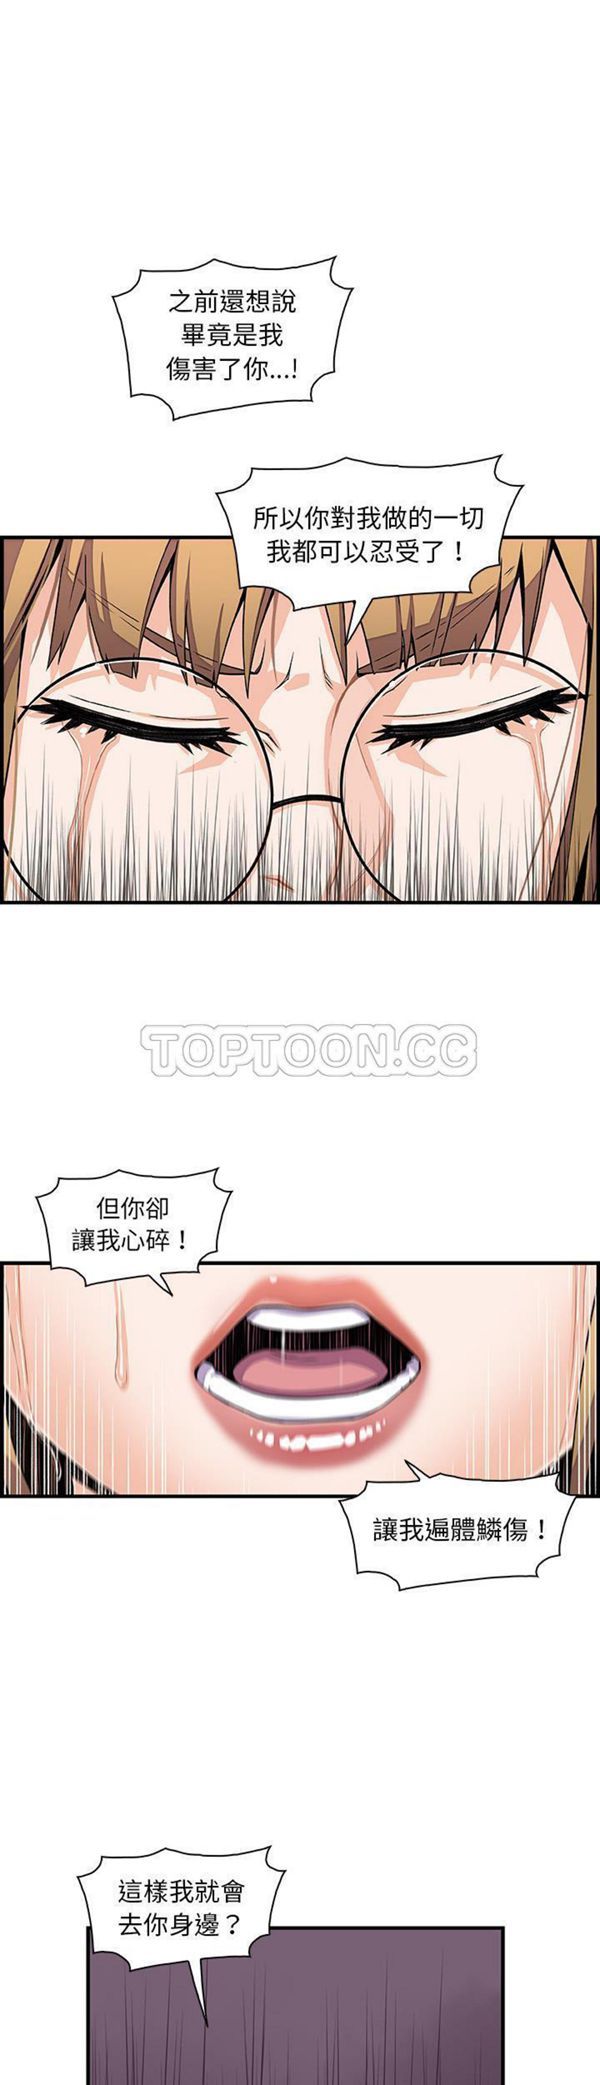 之前還想說
畢竟是我
傷害了你...!
所以你對我做的一切
我都可以忍受了！
TOPTOON.CC
但你卻
讓我心碎！
讓我遍體鱗傷！
這樣我就會
去你身邊？